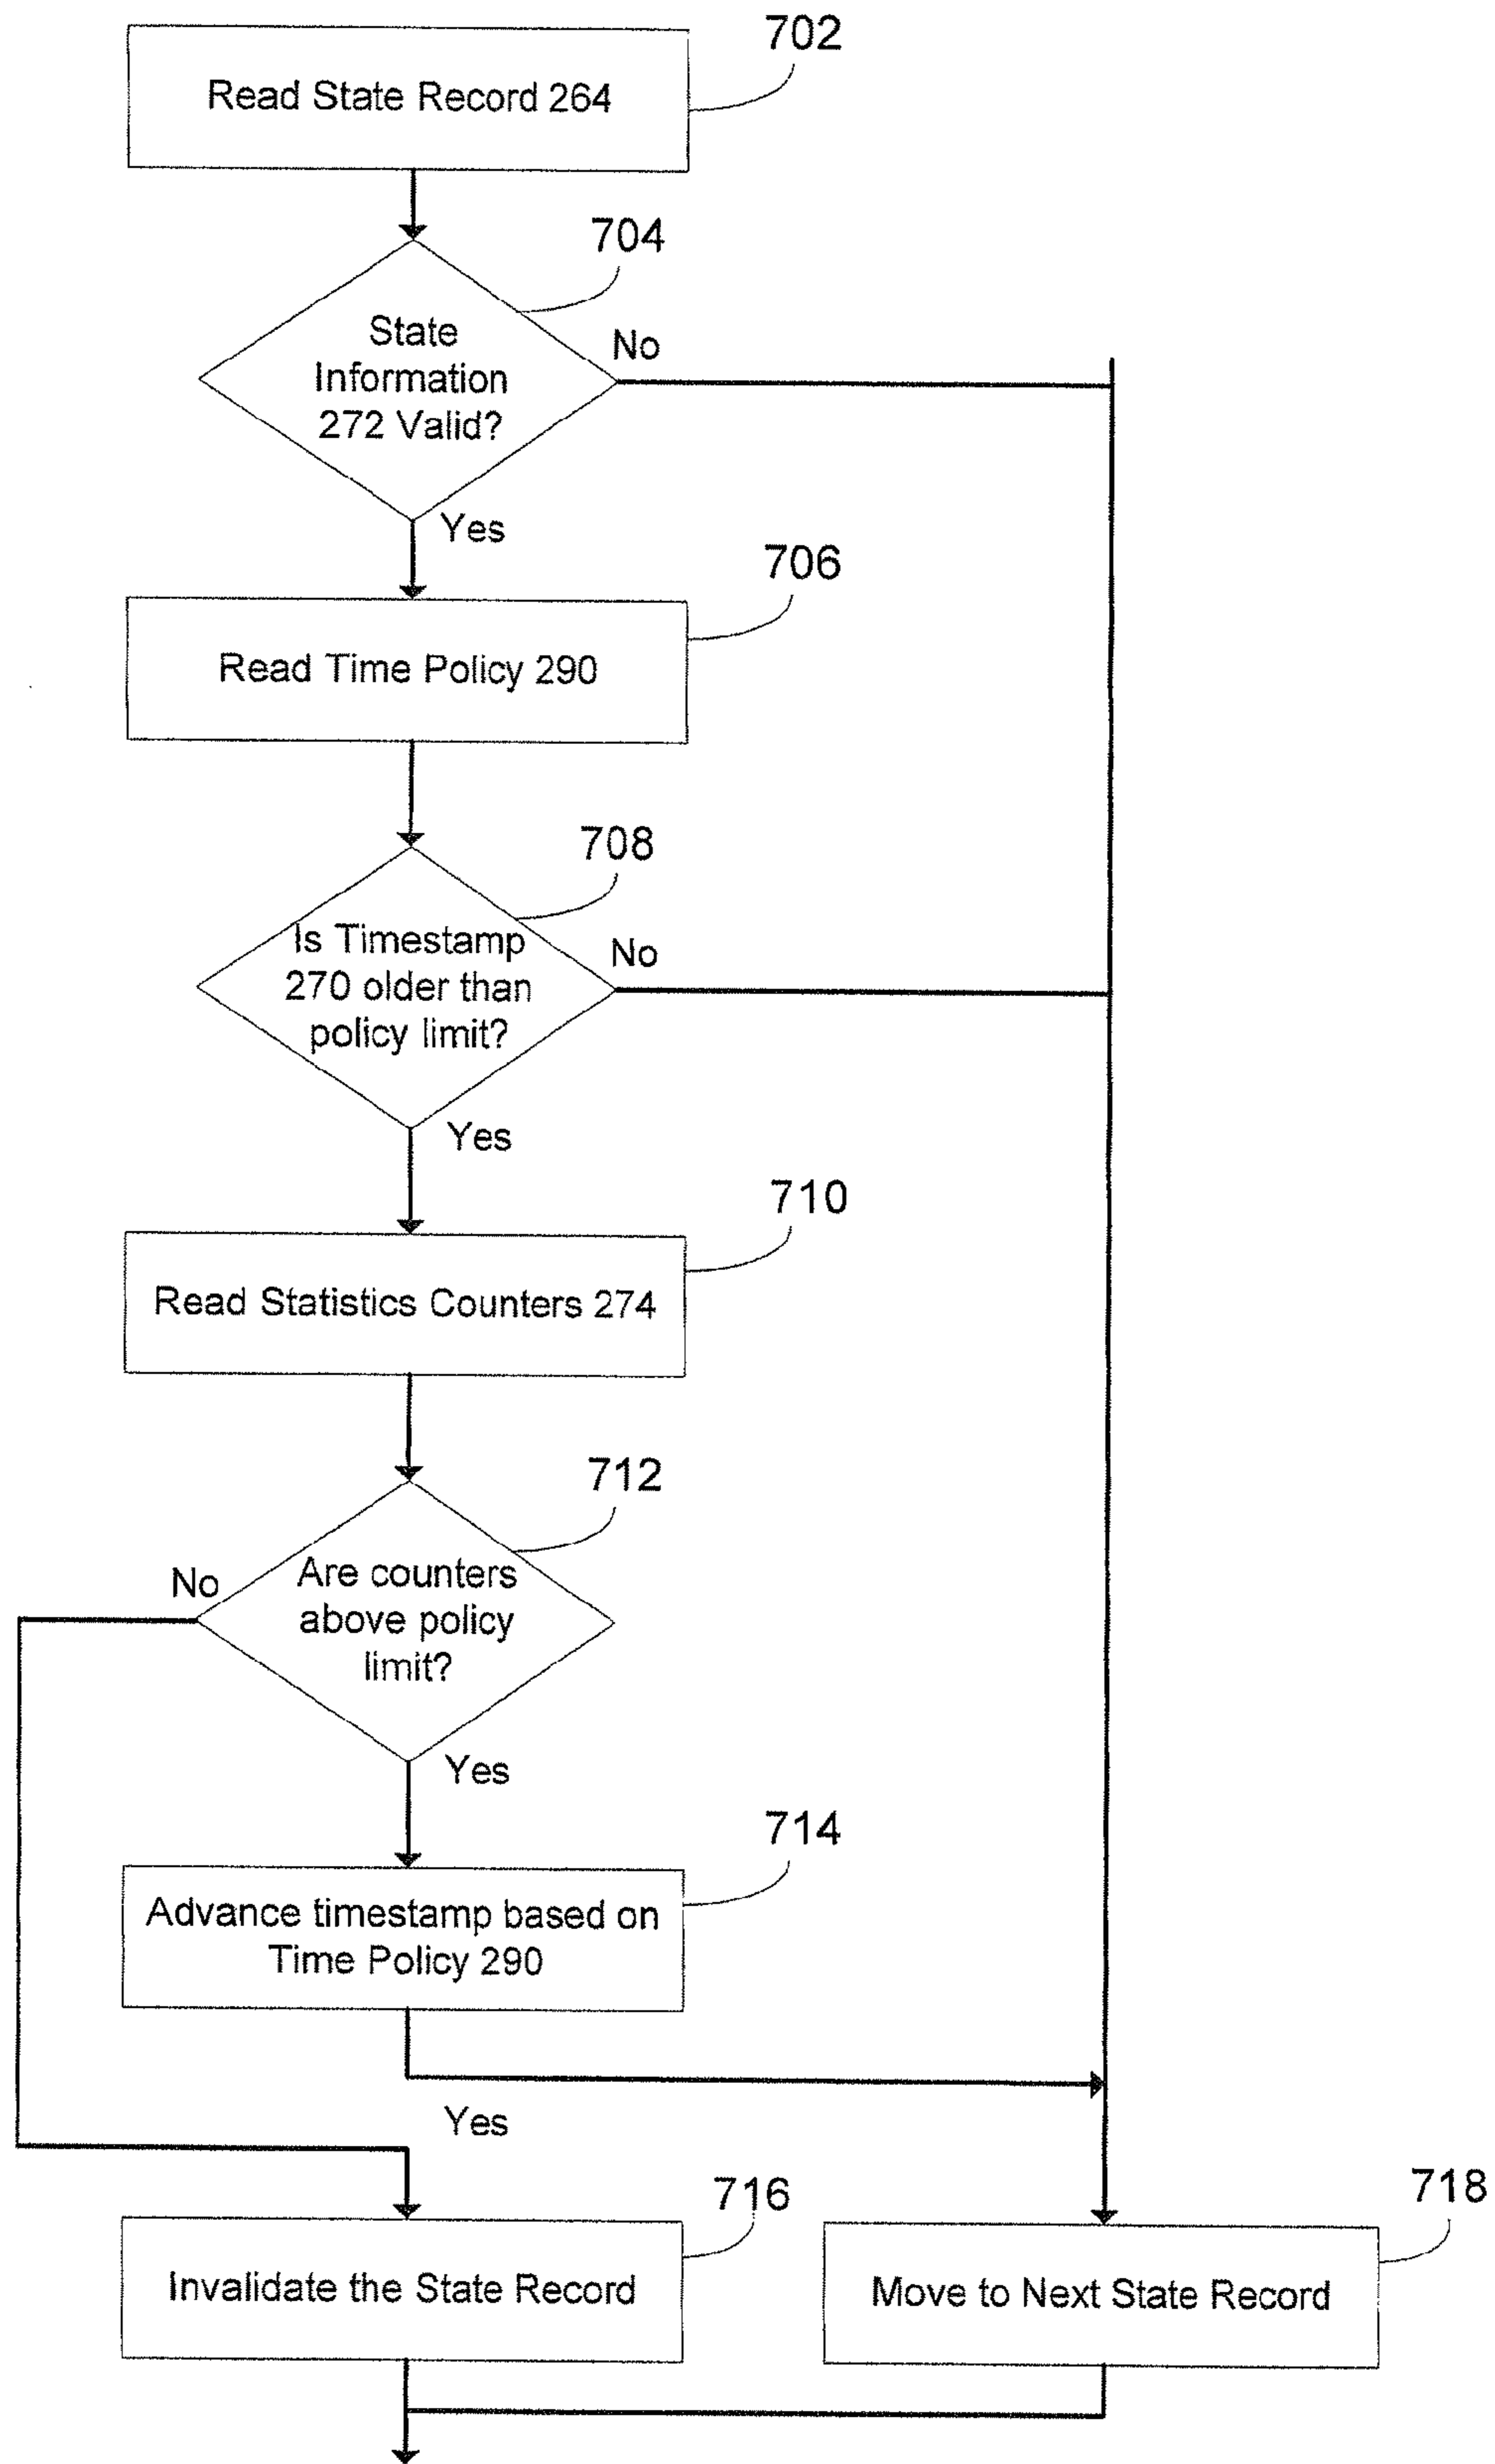 702
Read State Record 264
704
State
Information
272 Valid?
No
Yes
706
Read Time Policy 290
708
Is Timestamp
270 older than
policy limit?
No
Yes
710
Read Statistics Counters 274
712
No
Are counters
above policy
limit?
Yes
714
Advance timestamp based on
Time Policy 290
Yes
716
Invalidate the State Record
718
Move to Next State Record